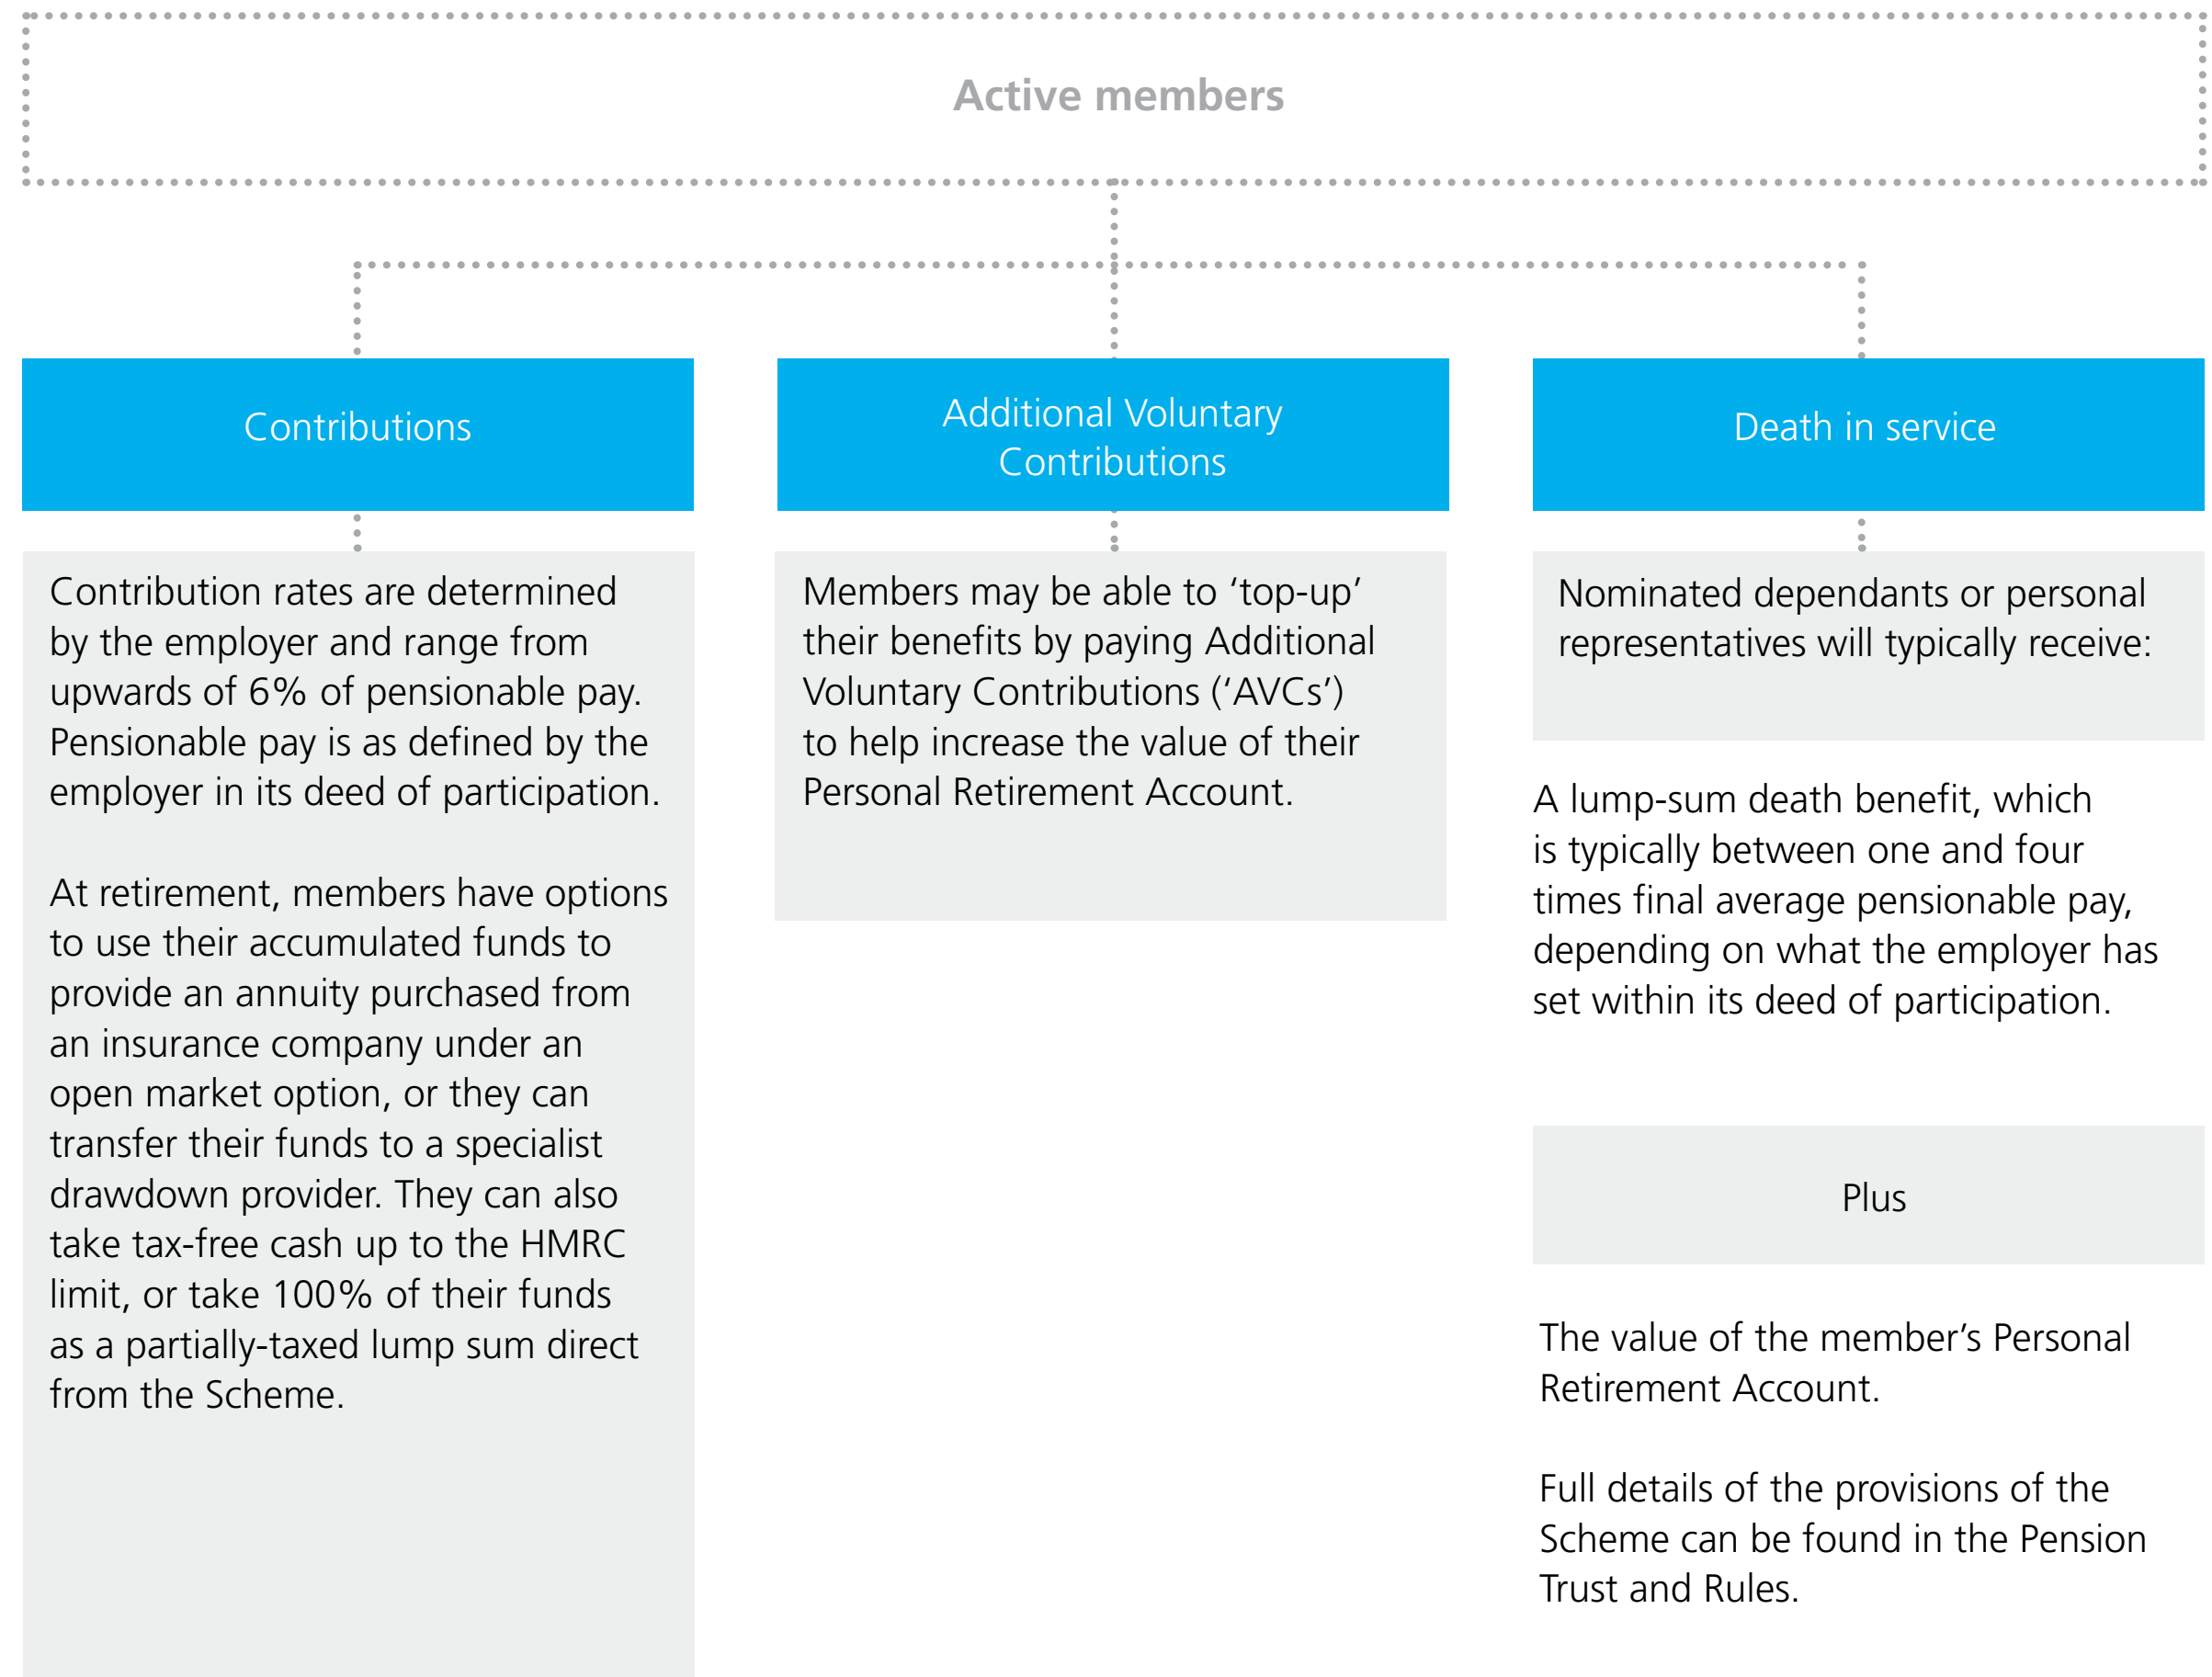 Active members
Contributions
Contribution rates are determined
by the employer and range from
upwards of 6% of pensionable pay.
Pensionable pay is as defined by the
employer in its deed of participation.
At retirement, members have options
to use their accumulated funds to
provide an annuity purchased from
an insurance company under an
open market option, or they can
transfer their funds to a specialist
drawdown provider. They can also
take tax-free cash up to the HMRC
limit, or take 100% of their funds
as a partially-taxed lump sum direct
from the Scheme.
Additional Voluntary
Contributions
Members may be able to ‘top-up’
their benefits by paying Additional
Voluntary Contributions (‘AVCs’)
to help increase the value of their
Personal Retirement Account.
Death in service
Nominated dependants or personal
representatives will typically receive:
A lump-sum death benefit, which
is typically between one and four
times final average pensionable pay,
depending on what the employer has
set within its deed of participation.
Plus
The value of the member’s Personal
Retirement Account.
Full details of the provisions of the
Scheme can be found in the Pension
Trust and Rules.